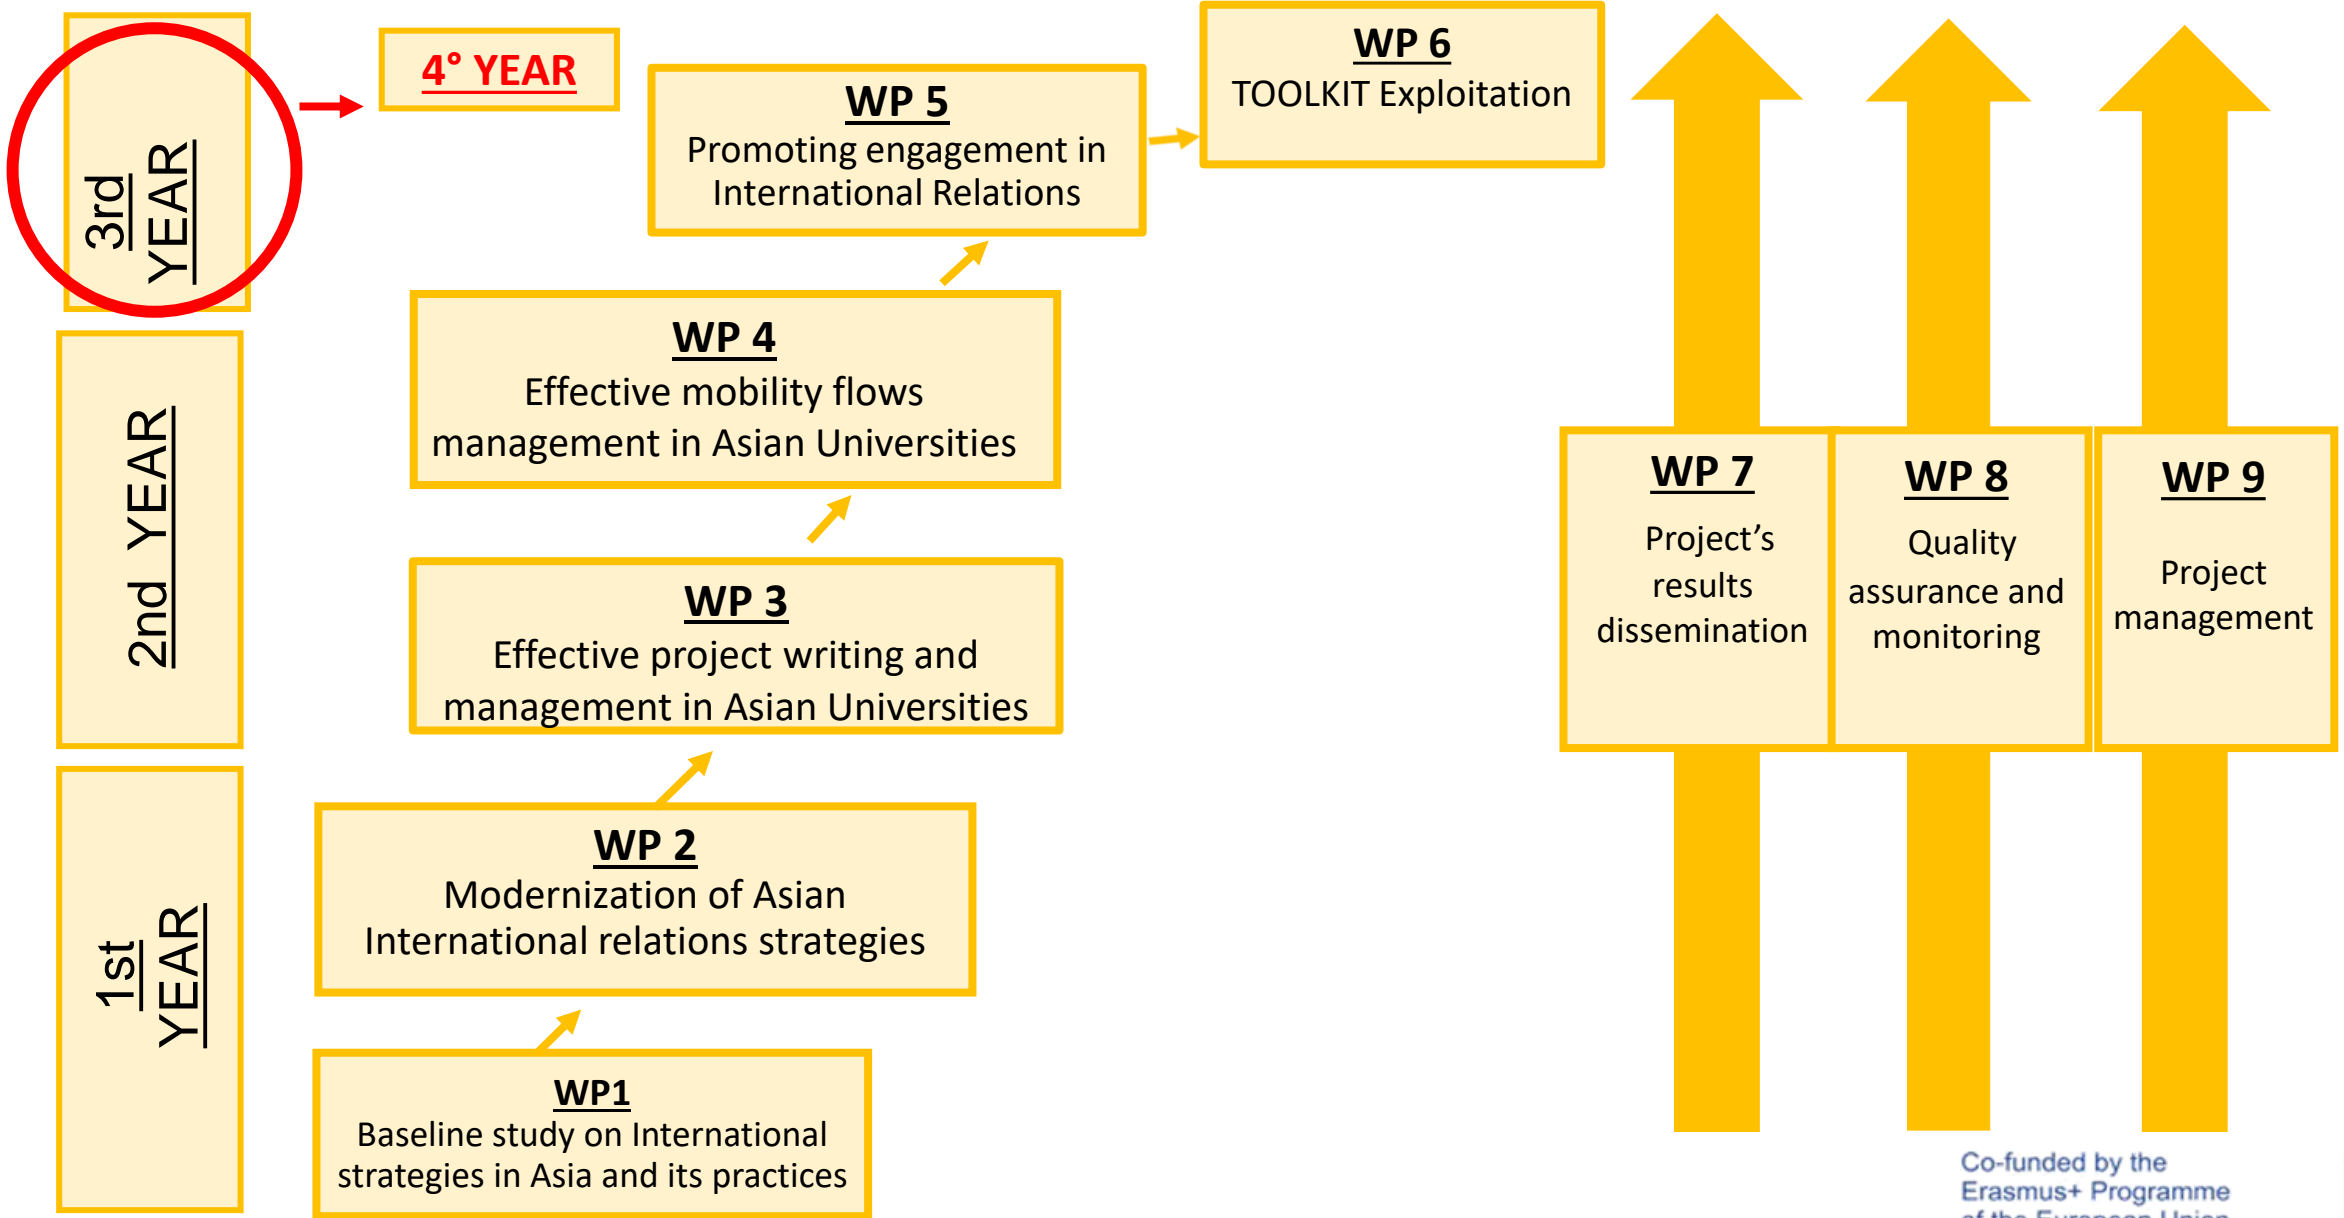 3rd
YEAR
4° YEAR
WP 5
Promoting engagement in
International Relations
WP 6
TOOLKIT Exploitation
2nd YEAR
WP 4
Effective mobility flows
management in Asian Universities
WP 3
Effective project writing and
management in Asian Universities
1st
YEAR
WP 2
Modernization of Asian
International relations strategies
WP1
Baseline study on International
strategies in Asia and its practices
WP 7
Project’s
results
dissemination
WP 8
Quality
assurance and
monitoring
WP 9
Project
management
Co-funded by the
Erasmus+ Programme
of the European Union